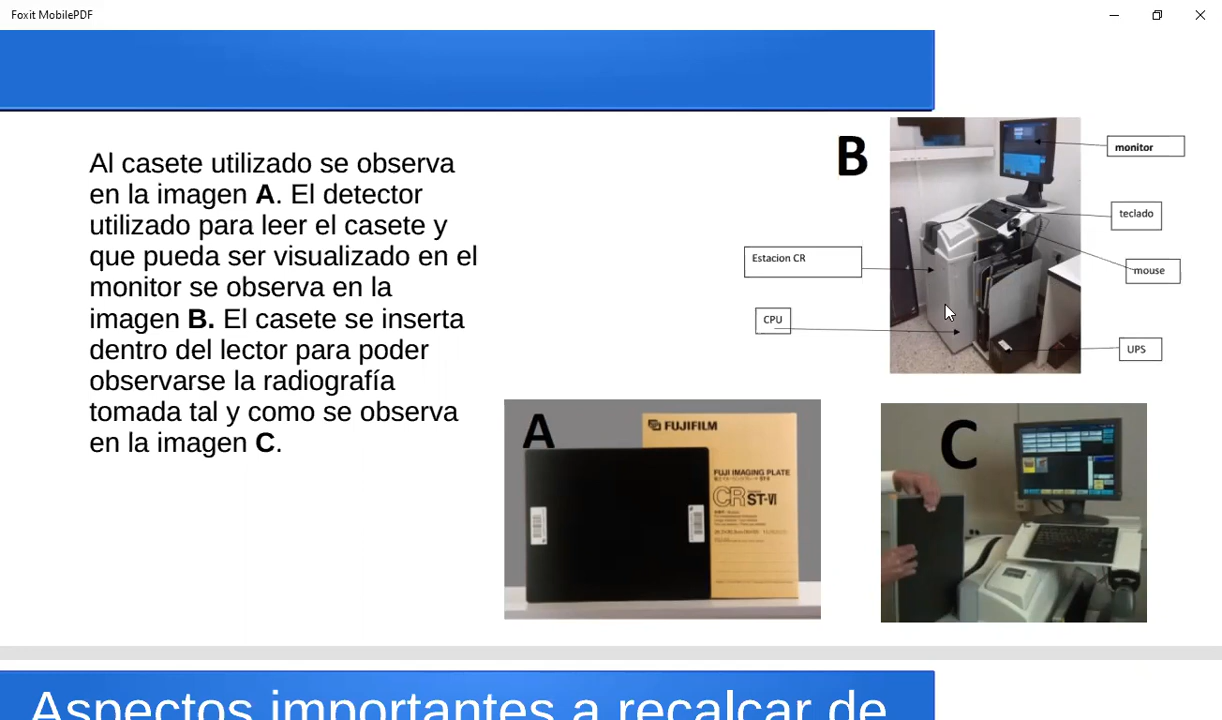 Foxit MobilePDF
Al casete utilizado se observa
en la imagen A. El detector
utilizado para leer el casete y
que pueda ser visualizado en el
monitor se observa en la
imagen B. El casete se inserta
dentro del lector para poder
observarse la radiografía
tomada tal y como se observa
en la imagen C.
B
monitor
teclado
Estacion CR
mouse
CPU
UPS
A
FUJIFILM
FUJI IMAGING PLATE
CR ST-VI
C
Aspectos importantes a recalcar de